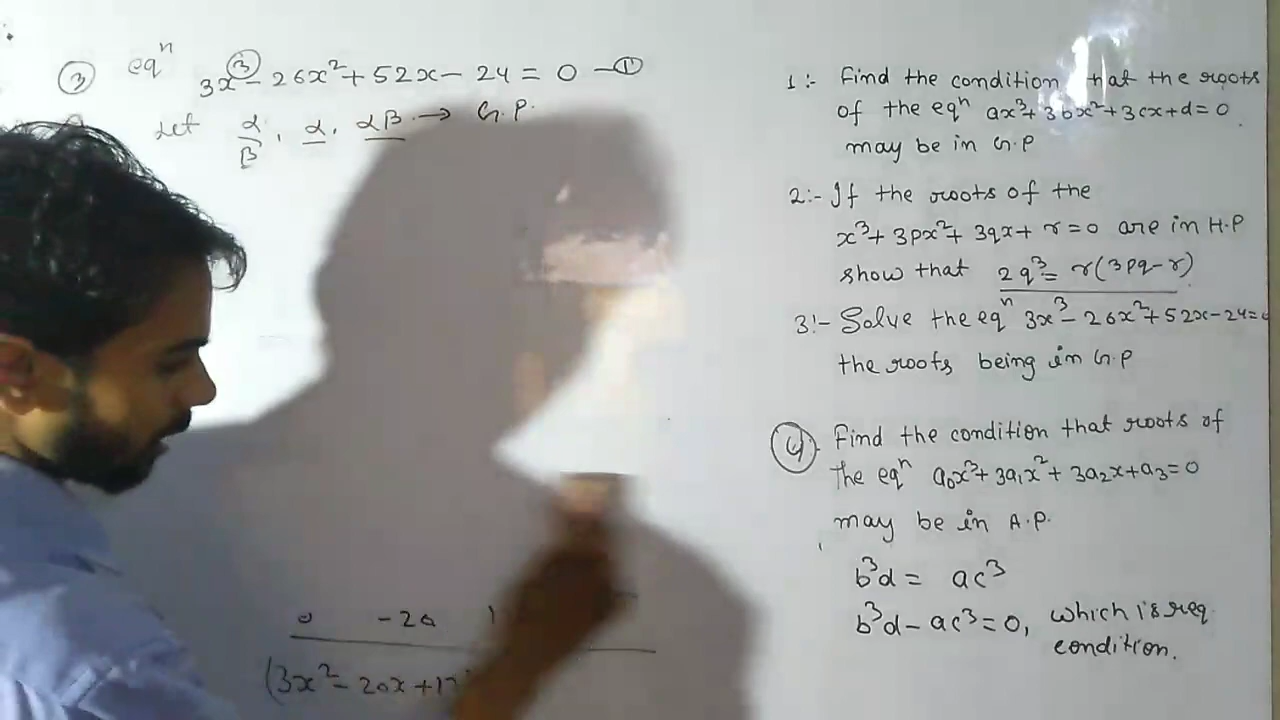 ③ eqⁿ 3x³ - 26x² + 52x - 24 = 0 -①
Let α/β, α, αβ → G.P.
0 -20 1
(3x² - 20x + 12
1:- Find the condition that the roots
of the eqⁿ ax³+3bx²+3cx+d=0
may be in G.P
2:- If the roots of the
x³+3px²+3qx+r=0 are in H.P
show that 2q³=r(3pq-r)
3:- Solve the eqⁿ 3x³-26x²+52x-24=0
the roots being in G.P
④ Find the condition that roots of
the eqⁿ a₀x³+3a₁x²+3a₂x+a₃=0
may be in A.P.
b³d = ac³
b³d-ac³=0, which is req
condition.